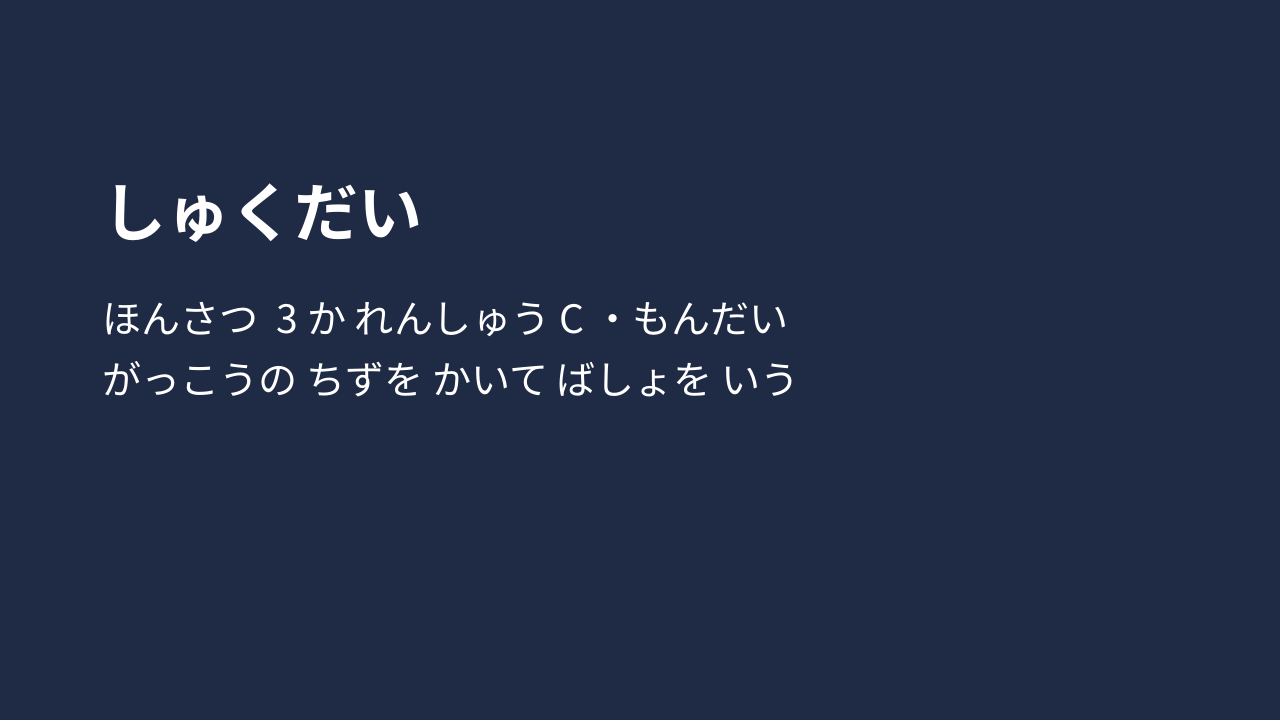 しゅくだい
ほんさつ ３か れんしゅうＣ・もんだい
がっこうの ちずを かいて ばしょを いう